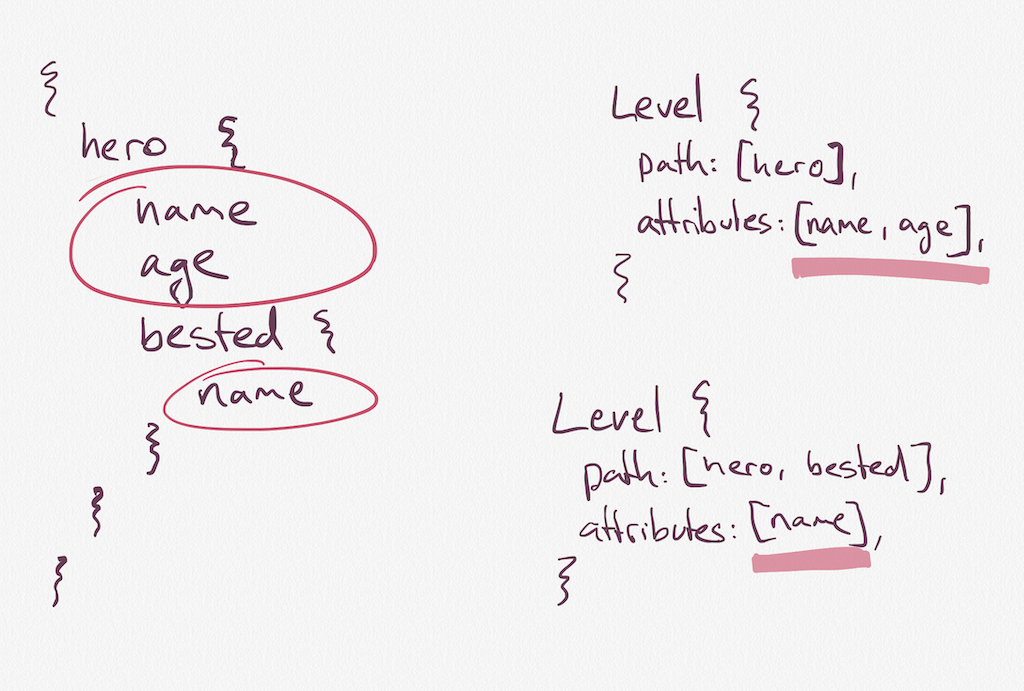 {
hero {
name
age
bested {
name
}
}
}
Level {
path: [hero],
attributes: [name, age],
}
Level {
path: [hero, bested],
attributes: [name],
}